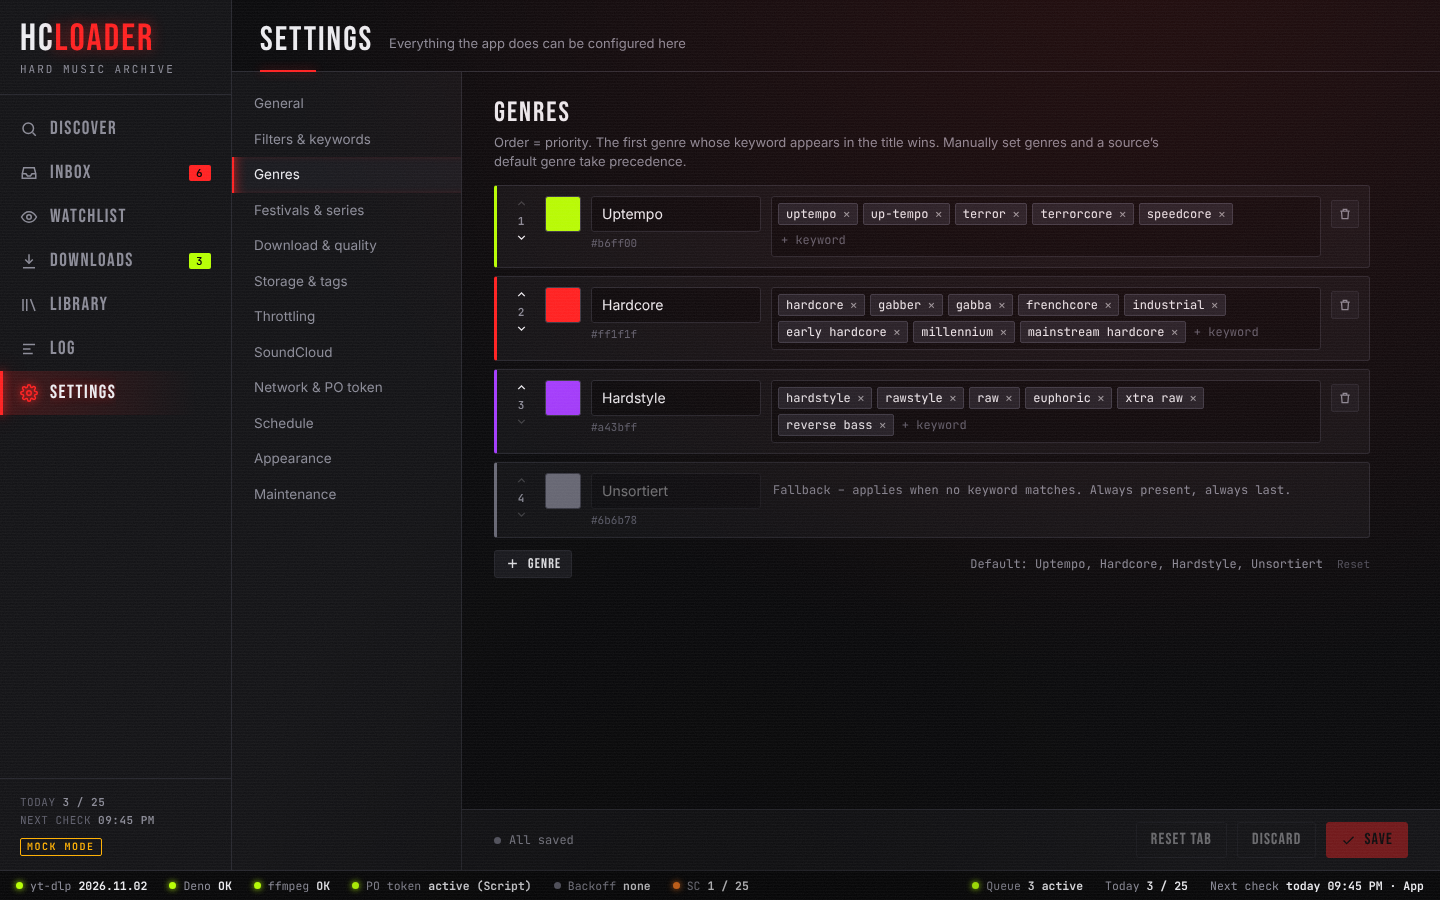 HCLOADER
HARD MUSIC ARCHIVE
DISCOVER
INBOX 6
WATCHLIST
DOWNLOADS 3
LIBRARY
LOG
SETTINGS
TODAY 3 / 25
NEXT CHECK 09:45 PM
MOCK MODE
SETTINGS Everything the app does can be configured here
General
Filters & keywords
Genres
Festivals & series
Download & quality
Storage & tags
Throttling
SoundCloud
Network & PO token
Schedule
Appearance
Maintenance
GENRES
Order = priority. The first genre whose keyword appears in the title wins. Manually set genres and a source's
default genre take precedence.
1 Uptempo uptempo × up-tempo × terror × terrorcore × speedcore ×
#b6ff00 + keyword
2 Hardcore hardcore × gabber × gabba × frenchcore × industrial ×
#ff1f1f early hardcore × millennium × mainstream hardcore × + keyword
3 Hardstyle hardstyle × rawstyle × raw × euphoric × xtra raw ×
#a43bff reverse bass × + keyword
4 Unsortiert Fallback – applies when no keyword matches. Always present, always last.
#6b6b78
+ GENRE Default: Uptempo, Hardcore, Hardstyle, Unsortiert Reset
All saved RESET TAB DISCARD SAVE
yt-dlp 2026.11.02 Deno OK ffmpeg OK PO token active (Script) Backoff none SC 1 / 25 Queue 3 active Today 3 / 25 Next check today 09:45 PM · App